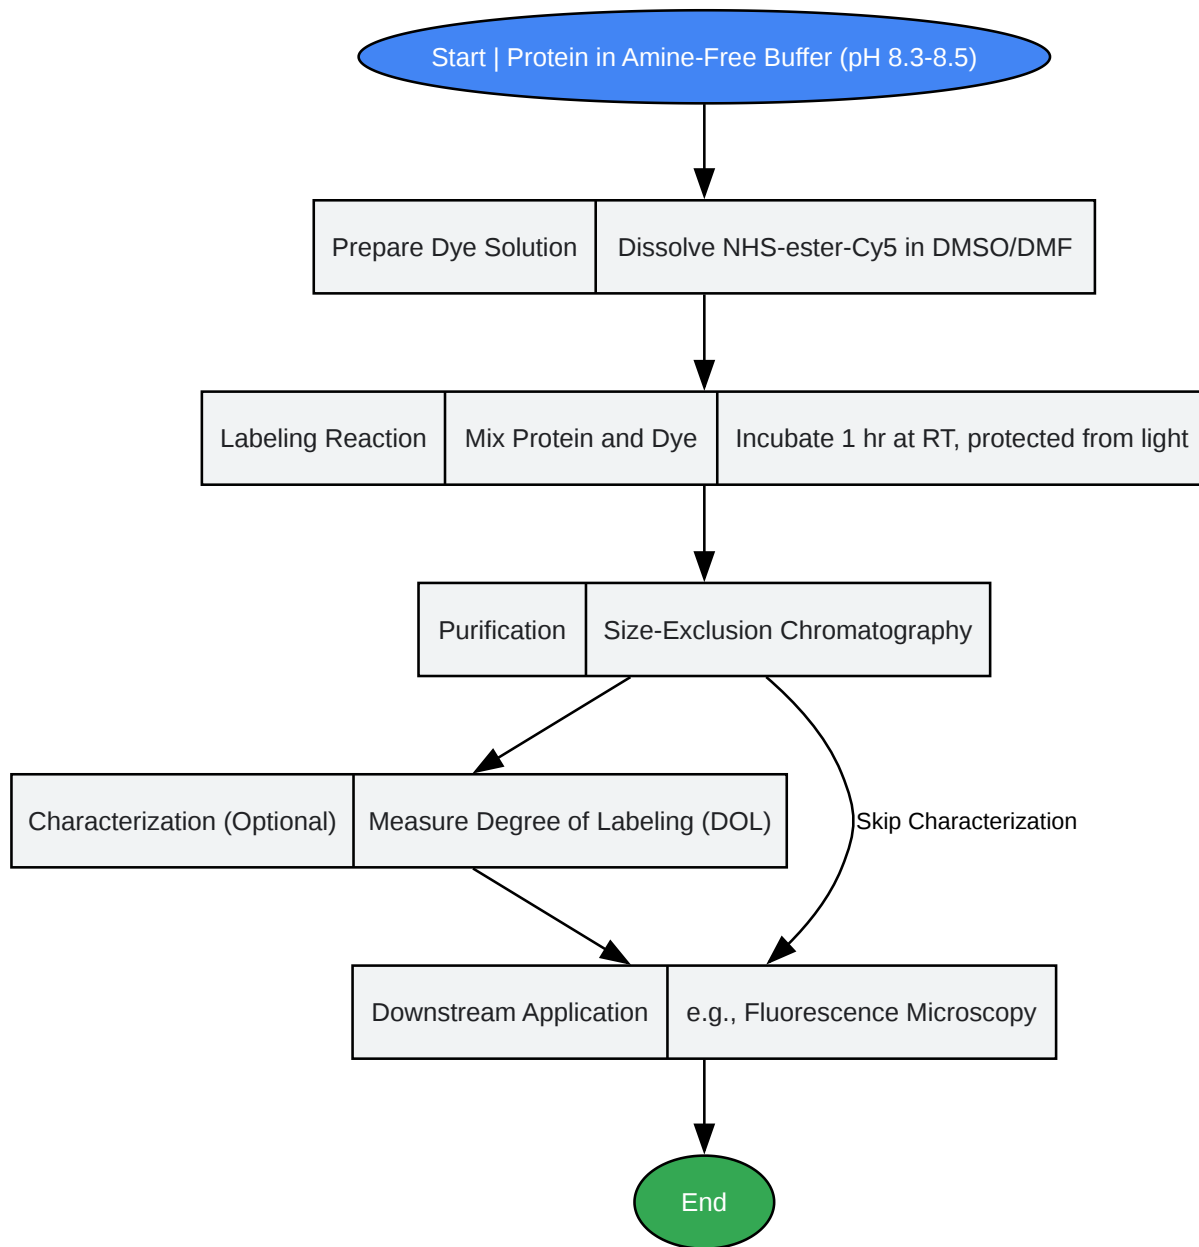 Start | Protein in Amine-Free Buffer (pH 8.3-8.5)
Prepare Dye Solution
Dissolve NHS-ester-Cy5 in DMSO/DMF
Labeling Reaction
Mix Protein and Dye
Incubate 1 hr at RT, protected from light
Purification
Size-Exclusion Chromatography
Characterization (Optional)
Measure Degree of Labeling (DOL)
Skip Characterization
Downstream Application
e.g., Fluorescence Microscopy
End